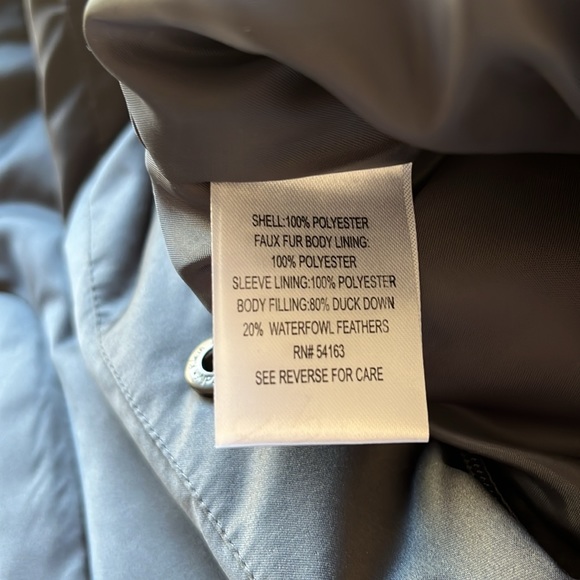 SHELL:100% POLYESTER
FAUX FUR BODY LINING:
100% POLYESTER
SLEEVE LINING:100% POLYESTER
BODY FILLING:80% DUCK DOWN
20% WATERFOWL FEATHERS
RN# 54163
SEE REVERSE FOR CARE